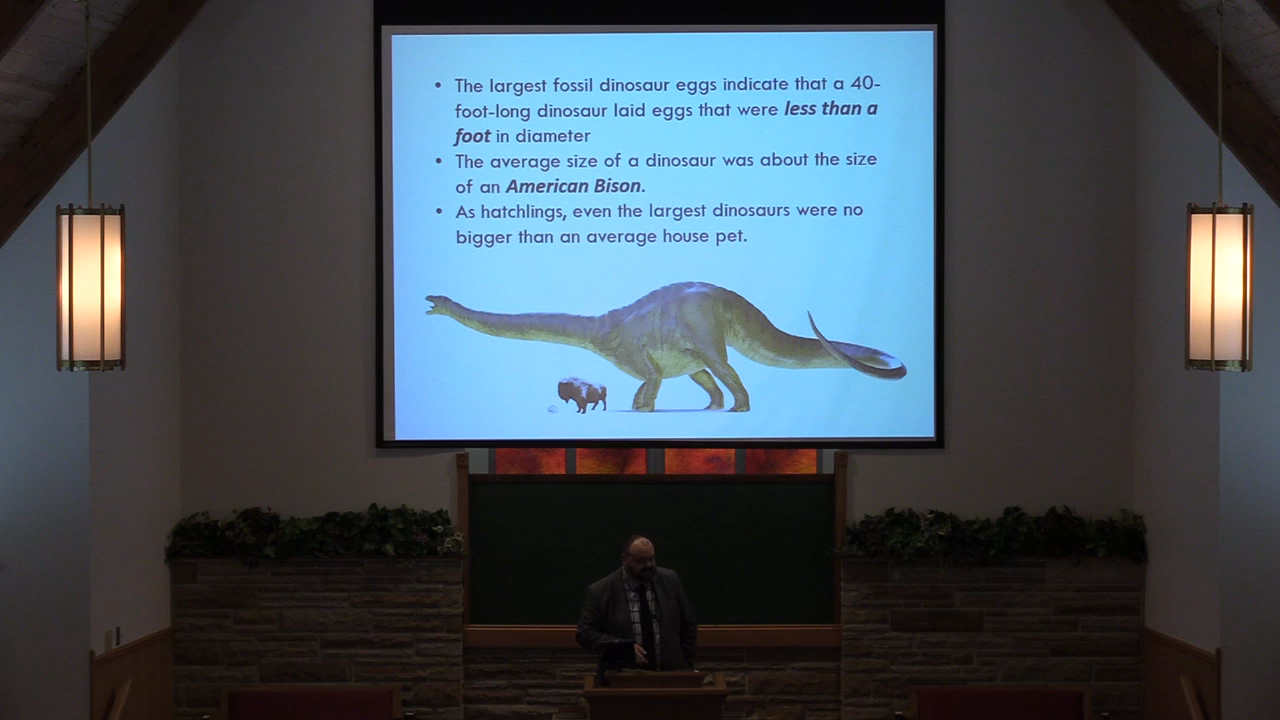 • The largest fossil dinosaur eggs indicate that a 40-
foot-long dinosaur laid eggs that were less than a
foot in diameter
• The average size of a dinosaur was about the size
of an American Bison.
• As hatchlings, even the largest dinosaurs were no
bigger than an average house pet.